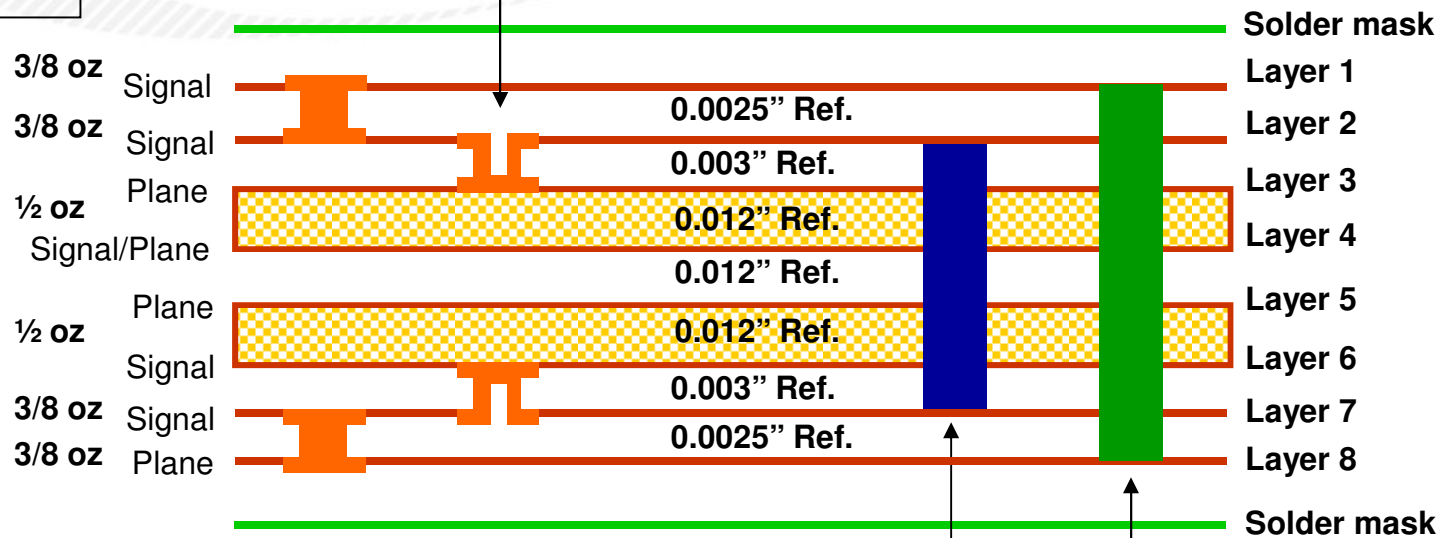 Solder mask
3/8 oz Signal Layer 1
0.0025” Ref.
3/8 oz Signal Layer 2
0.003” Ref.
Plane Layer 3
½ oz 0.012” Ref.
Signal/Plane Layer 4
0.012” Ref.
Plane Layer 5
½ oz 0.012” Ref.
Signal Layer 6
0.003” Ref.
3/8 oz Signal Layer 7
0.0025” Ref.
3/8 oz Plane Layer 8
Solder mask